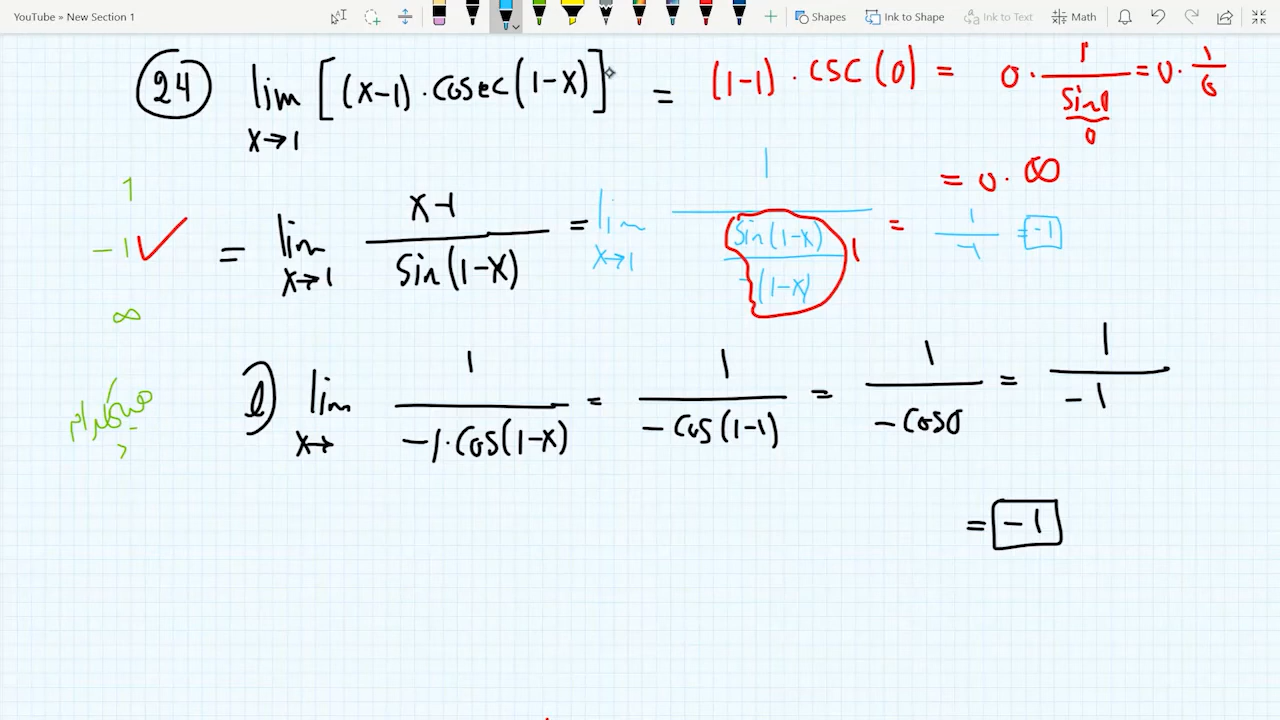 YouTube » New Section 1
Shapes Ink to Shape Ink to Text Math
24 lim x→1 [(x-1)·cosec(1-x)] = (1-1)·csc(0) = 0·1/sin0 = 0·1/0
0
= 0·∞
1
-1 ✓
∞
= lim x→1 x-1/sin(1-x) = lim x→1 1/(sin(1-x)/-(1-x)) = 1/-1 = -1
1
ℓ) lim x→ 1/-1·cos(1-x) = 1/-cos(1-1) = 1/-cos0 = 1/-1
= -1